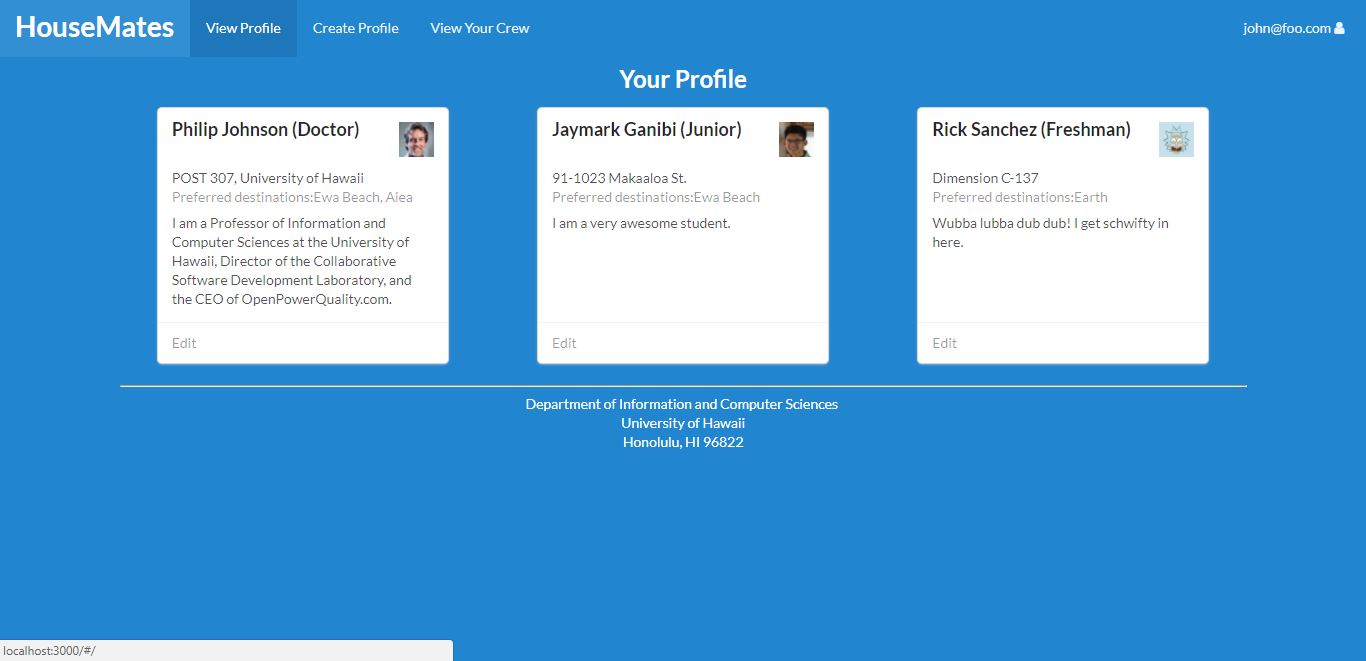 HouseMates
View Profile
Create Profile
View Your Crew
john@foo.com
Your Profile
Philip Johnson (Doctor)
POST 307, University of Hawaii
Preferred destinations:Ewa Beach, Aiea
I am a Professor of Information and
Computer Sciences at the University of
Hawaii, Director of the Collaborative
Software Development Laboratory, and
the CEO of OpenPowerQuality.com.
Edit
Jaymark Ganibi (Junior)
91-1023 Makaaloa St.
Preferred destinations:Ewa Beach
I am a very awesome student.
Edit
Rick Sanchez (Freshman)
Dimension C-137
Preferred destinations:Earth
Wubba lubba dub dub! I get schwifty in
here.
Edit
Department of Information and Computer Sciences
University of Hawaii
Honolulu, HI 96822
localhost:3000/#/